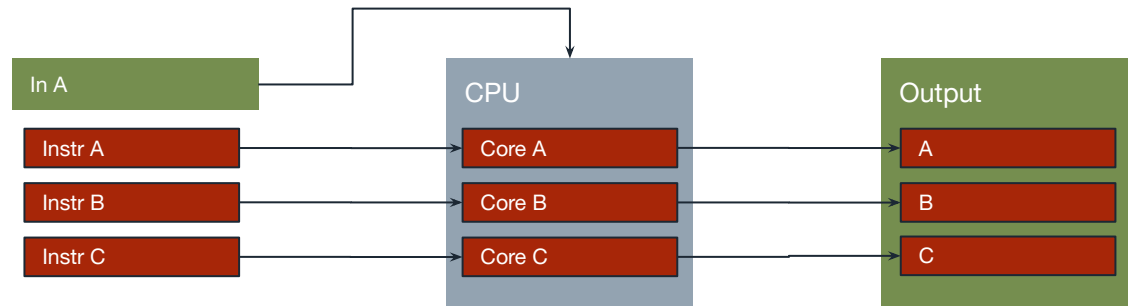 In A
CPU
Output
Instr A
Core A
A
Instr B
Core B
B
Instr C
Core C
C